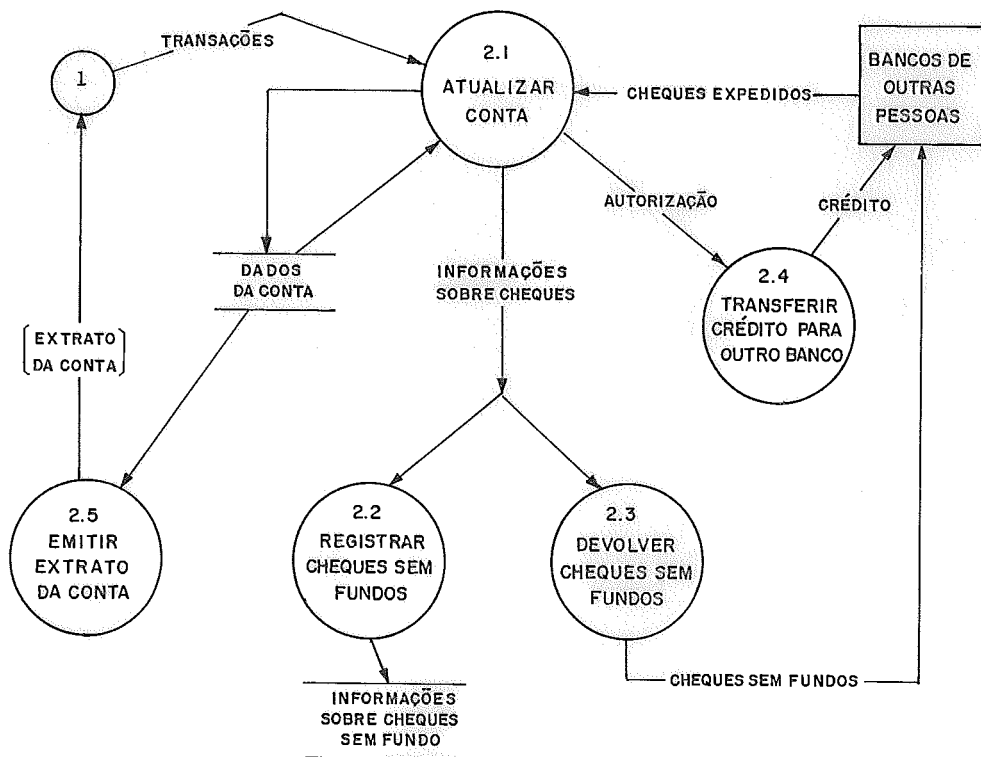 1
TRANSAÇÕES
2.1
ATUALIZAR
CONTA
CHEQUES EXPEDIDOS
BANCOS DE
OUTRAS
PESSOAS
AUTORIZAÇÃO
CRÉDITO
DADOS
DA CONTA
INFORMAÇÕES
SOBRE CHEQUES
2.4
TRANSFERIR
CRÉDITO PARA
OUTRO BANCO
[EXTRATO
DA CONTA]
2.5
EMITIR
EXTRATO
DA CONTA
2.2
REGISTRAR
CHEQUES SEM
FUNDOS
2.3
DEVOLVER
CHEQUES SEM
FUNDOS
CHEQUES SEM FUNDOS
INFORMAÇÕES
SOBRE CHEQUES
SEM FUNDO